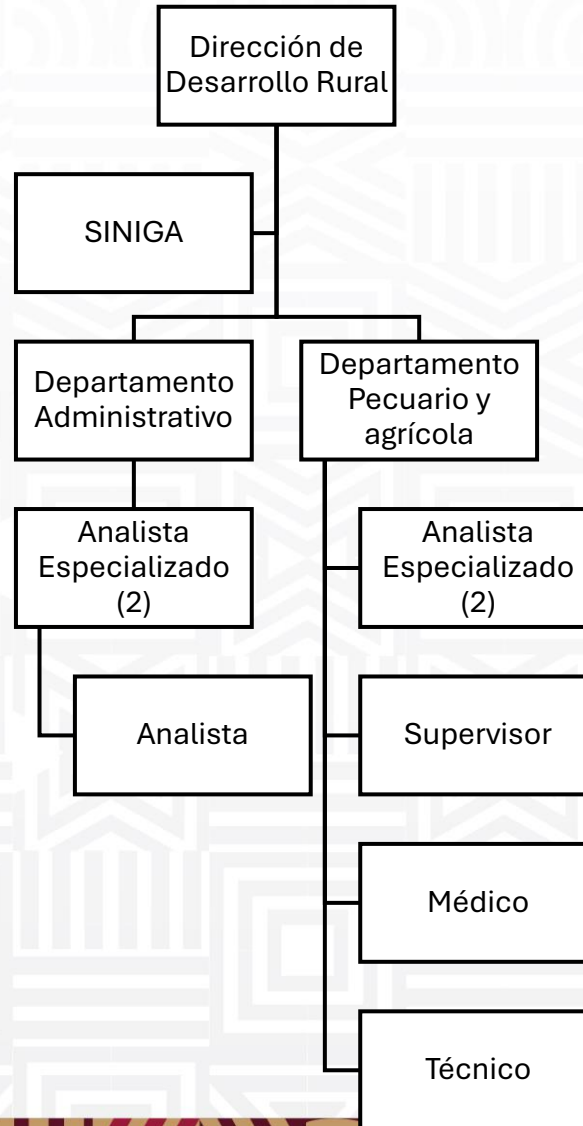 Dirección de
Desarrollo Rural
SINIGA
Departamento
Administrativo
Departamento
Pecuario y
agrícola
Analista
Especializado
(2)
Analista
Especializado
(2)
Analista
Supervisor
Médico
Técnico